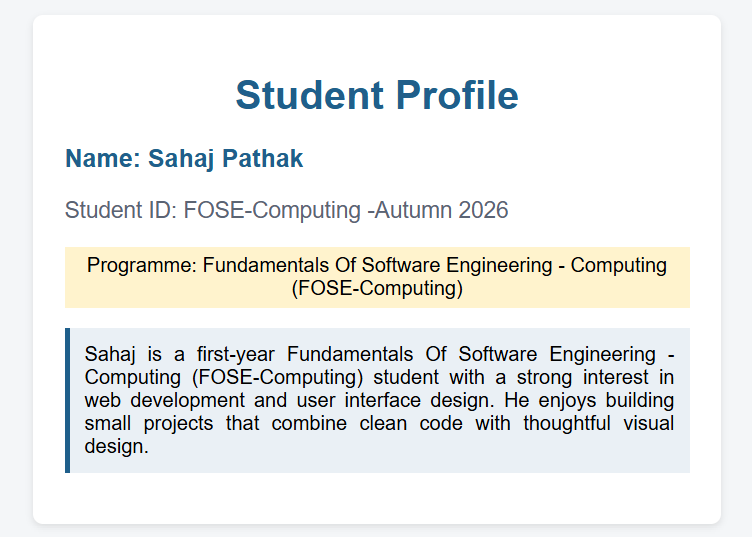 Student Profile
Name: Sahaj Pathak
Student ID: FOSE-Computing -Autumn 2026
Programme: Fundamentals Of Software Engineering - Computing
(FOSE-Computing)
Sahaj is a first-year Fundamentals Of Software Engineering -
Computing (FOSE-Computing) student with a strong interest in
web development and user interface design. He enjoys building
small projects that combine clean code with thoughtful visual
design.